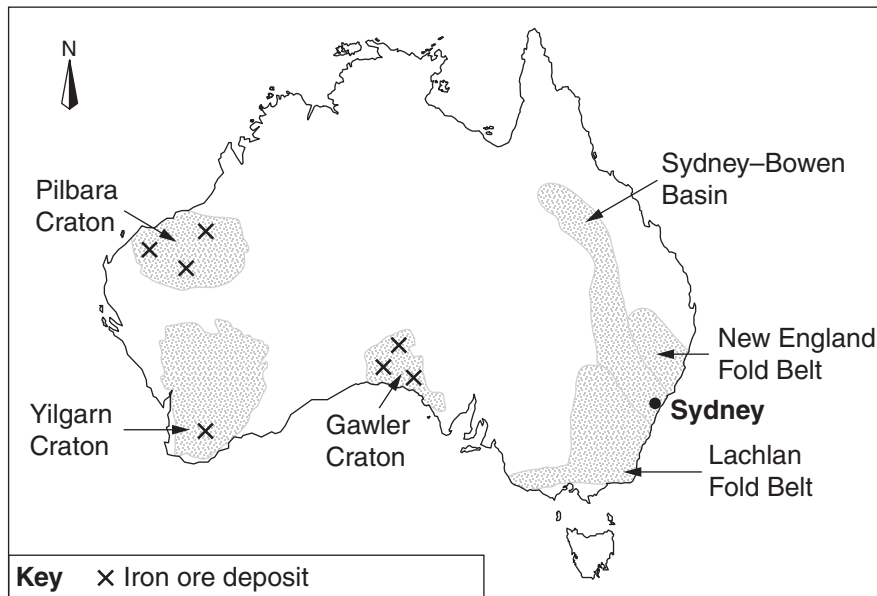 N
Pilbara
Craton
Sydney–Bowen
Basin
New England
Fold Belt
Yilgarn
Craton
Gawler
Craton
Sydney
Lachlan
Fold Belt
Key × Iron ore deposit